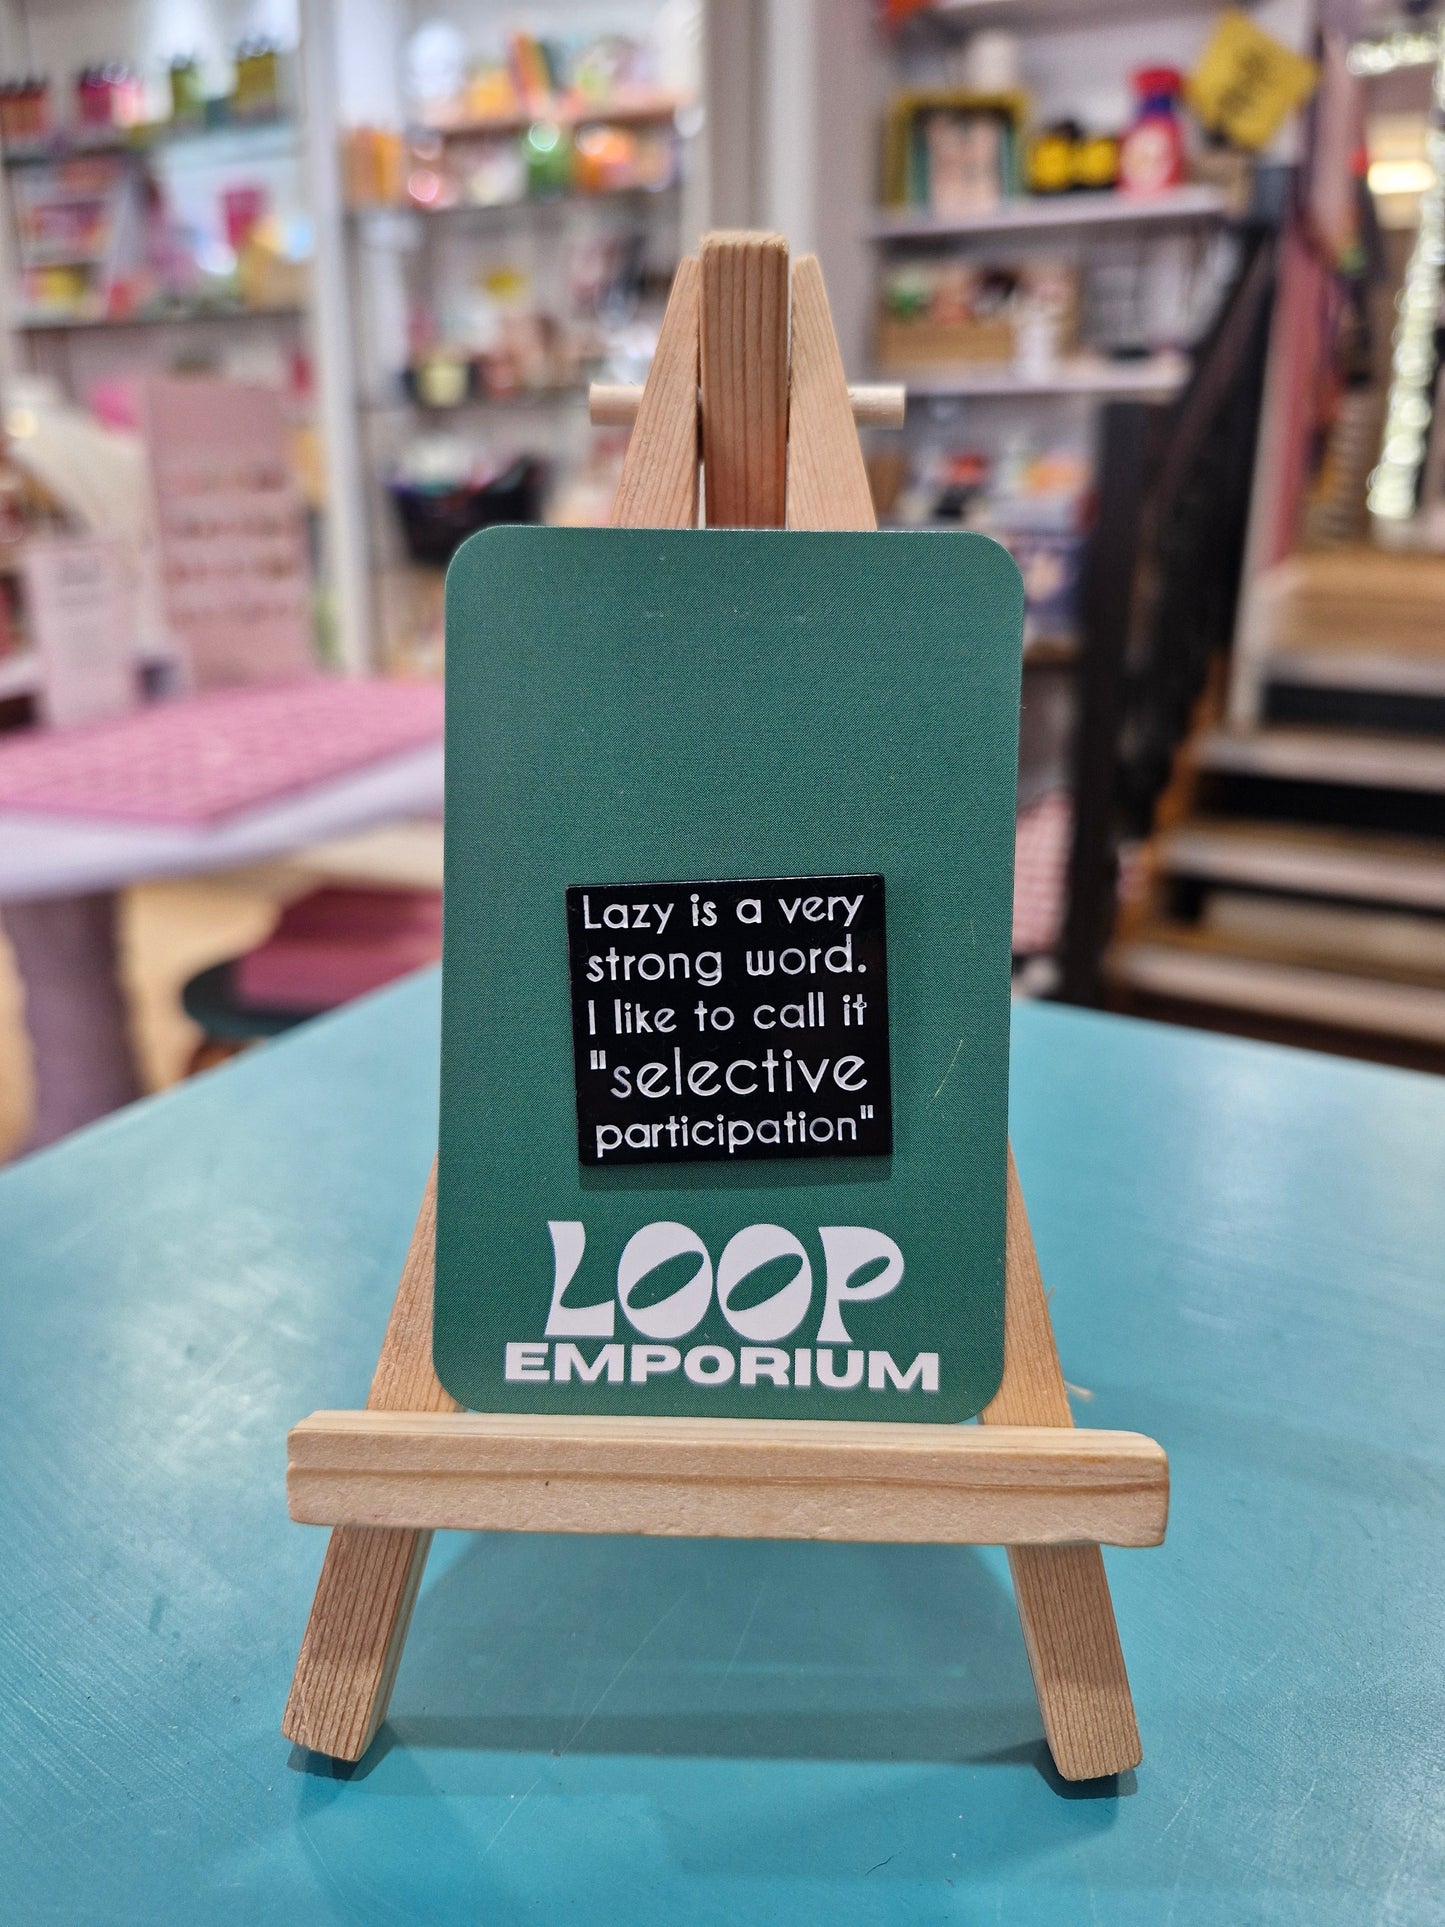 Lazy is a very
strong word.
I like to call it
"selective
participation"
LOOP
EMPORIUM